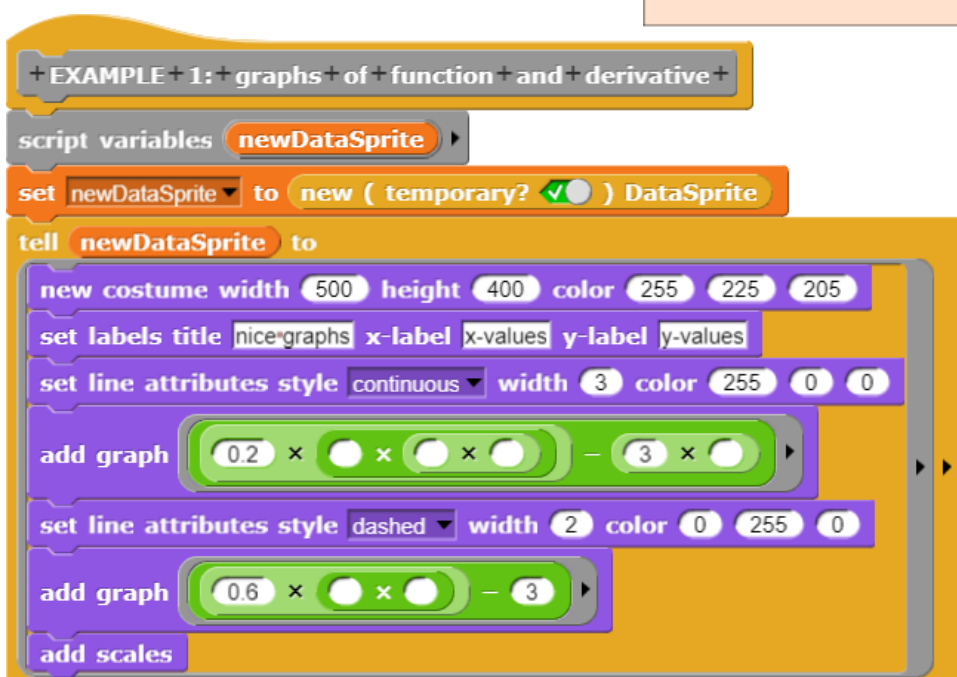 +EXAMPLE+1:+graphs+of+function+and+derivative+
script variables newDataSprite
set newDataSprite to new ( temporary? ) DataSprite
tell newDataSprite to
new costume width 500 height 400 color 255 225 205
set labels title nice graphs x-label x-values y-label y-values
set line attributes style continuous width 3 color 255 0 0
add graph 0.2 × × × − 3 ×
set line attributes style dashed width 2 color 0 255 0
add graph 0.6 × × − 3
add scales